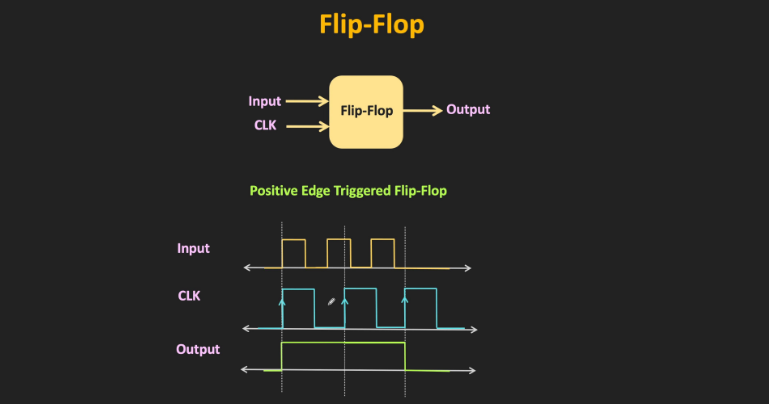 Flip-Flop
Input
Flip-Flop
Output
CLK
Positive Edge Triggered Flip-Flop
Input
CLK
Output